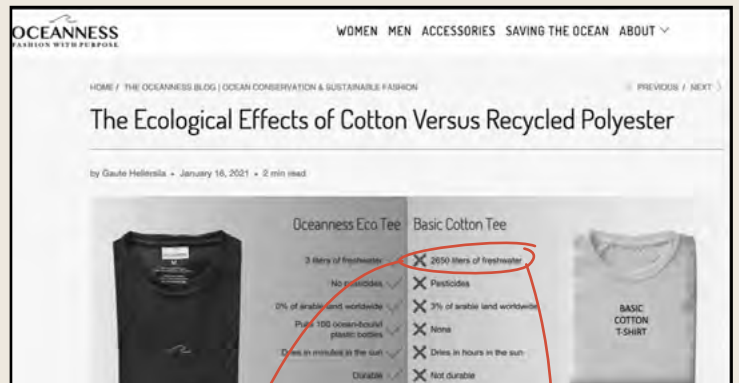 OCEANNESS
FASHION WITH PURPOSE
WOMEN MEN ACCESSORIES SAVING THE OCEAN ABOUT
HOME / THE OCEANNESS BLOG | OCEAN CONSERVATION & SUSTAINABLE FASHION
PREVIOUS / NEXT
The Ecological Effects of Cotton Versus Recycled Polyester
by Gaute Hellersila • January 16, 2021 • 2 min read
Oceanness Eco Tee Basic Cotton Tee
3 liters of freshwater 2650 liters of freshwater
No pesticides Pesticides
0% of arable land worldwide 3% of arable land worldwide
Pulls 100 ocean-bound
plastic bottles None
Dries in minutes in the sun Dries in hours in the sun
Durable Not durable
BASIC
COTTON
T-SHIRT